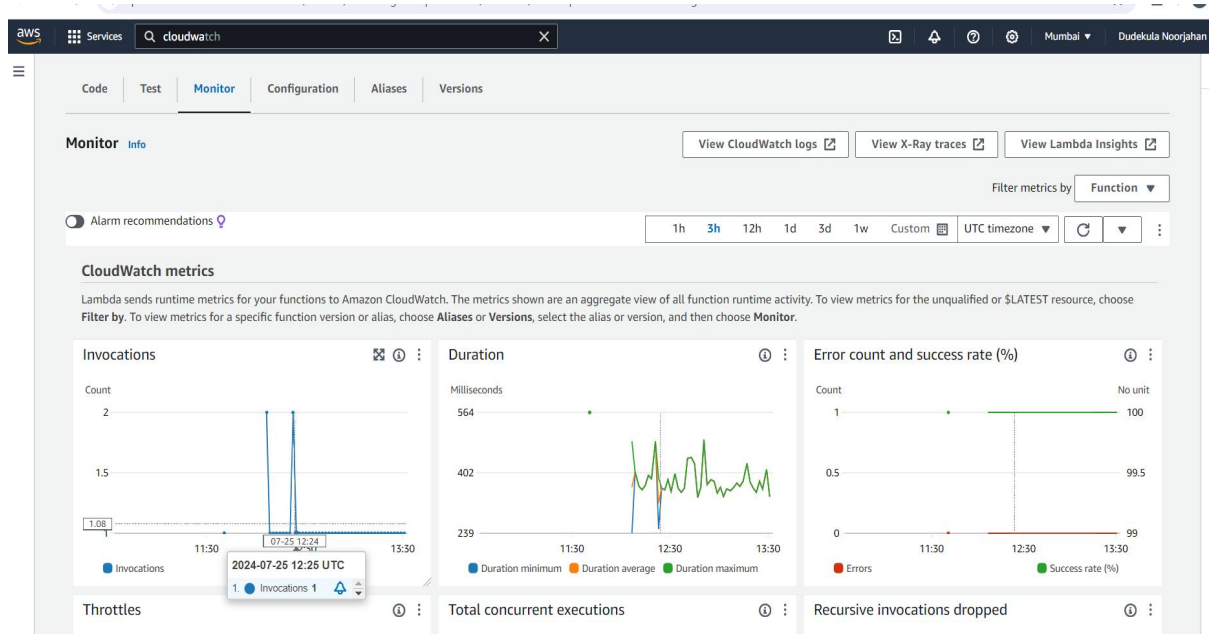 aws Services cloudwatch Mumbai Dudekula Noorjahan
Code Test Monitor Configuration Aliases Versions
Monitor Info View CloudWatch logs View X-Ray traces View Lambda Insights
Filter metrics by Function
Alarm recommendations 1h 3h 12h 1d 3d 1w Custom UTC timezone
CloudWatch metrics
Lambda sends runtime metrics for your functions to Amazon CloudWatch. The metrics shown are an aggregate view of all function runtime activity. To view metrics for the unqualified or $LATEST resource, choose
Filter by. To view metrics for a specific function version or alias, choose Aliases or Versions, select the alias or version, and then choose Monitor.
Invocations
Count
2
1.5
1.08
1
11:30 13:30
07-25 12:24
Invocations
2024-07-25 12:25 UTC
1. Invocations 1
Duration
Milliseconds
564
402
239
11:30 12:30 13:30
Duration minimum Duration average Duration maximum
Error count and success rate (%)
Count No unit
1 100
0.5 99.5
0 99
11:30 12:30 13:30
Errors Success rate (%)
Throttles Total concurrent executions Recursive invocations dropped